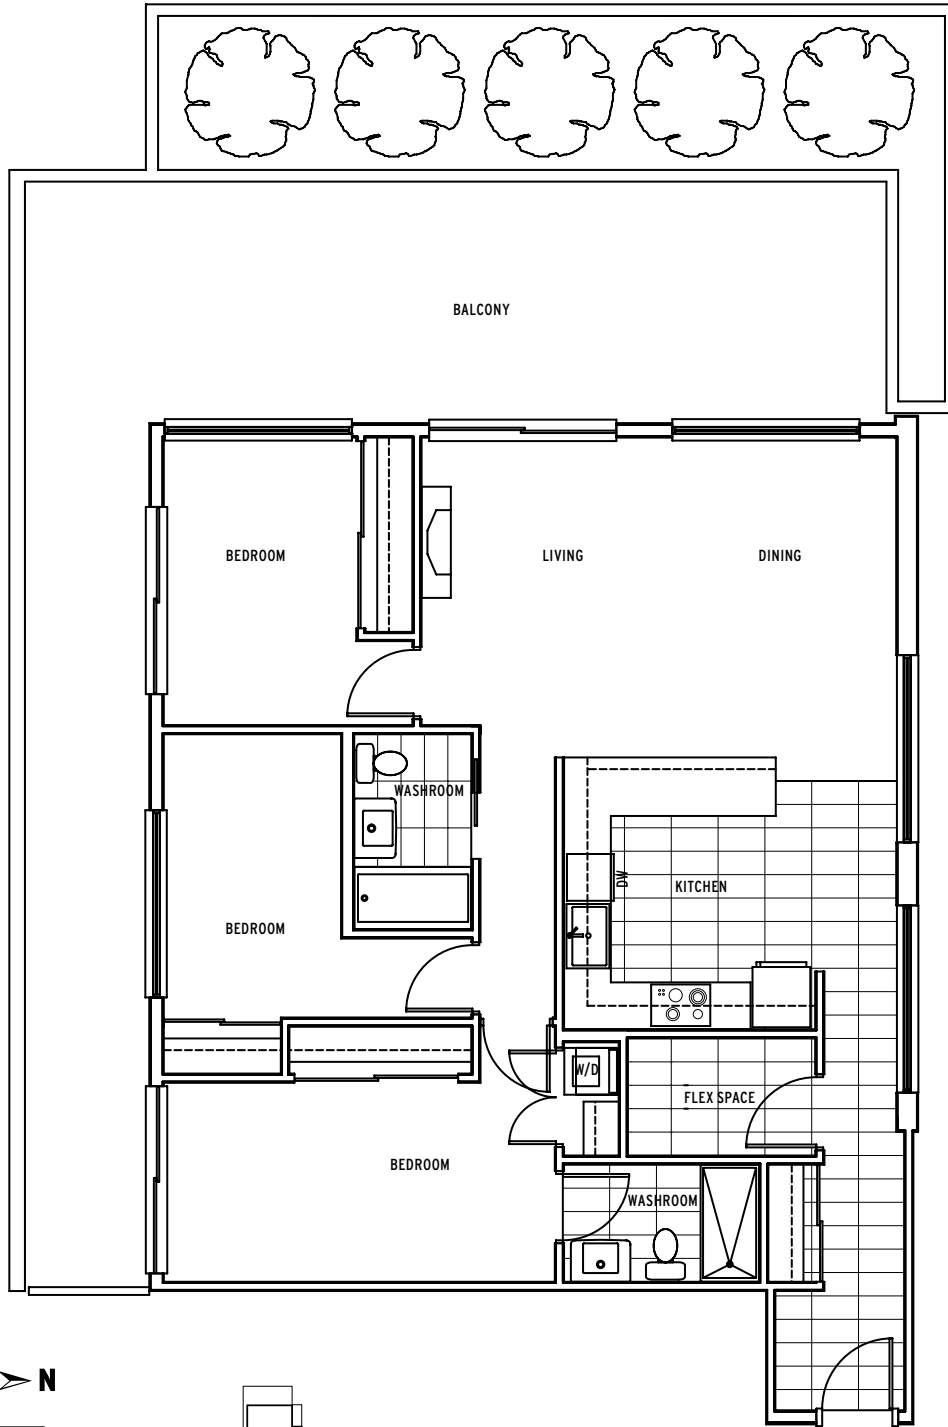 BALCONY
BEDROOM
LIVING
DINING
WASHROOM
DW
KITCHEN
BEDROOM
W/D
FLEX SPACE
BEDROOM
WASHROOM
N